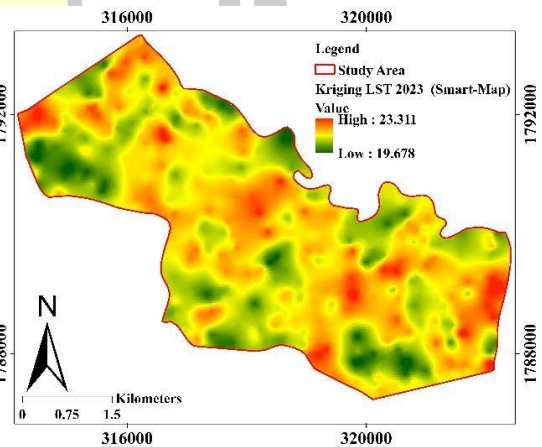 316000 320000
Legend
Study Area
Kriging LST 2023 (Smart-Map)
Value
High : 23.311
Low : 19.678
1792000 1792000
1788000 1788000
N
Kilometers
0 0.75 1.5
316000 320000